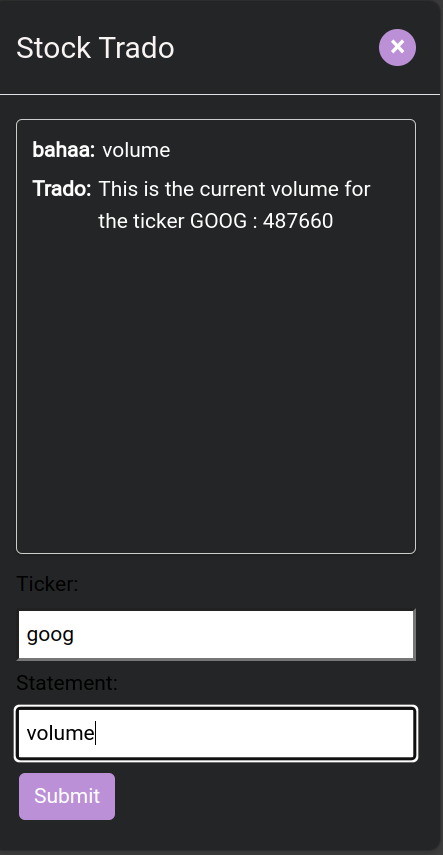 Stock Trado
×
bahaa: volume
Trado: This is the current volume for
the ticker GOOG : 487660
Ticker:
goog
Statement:
volume
Submit